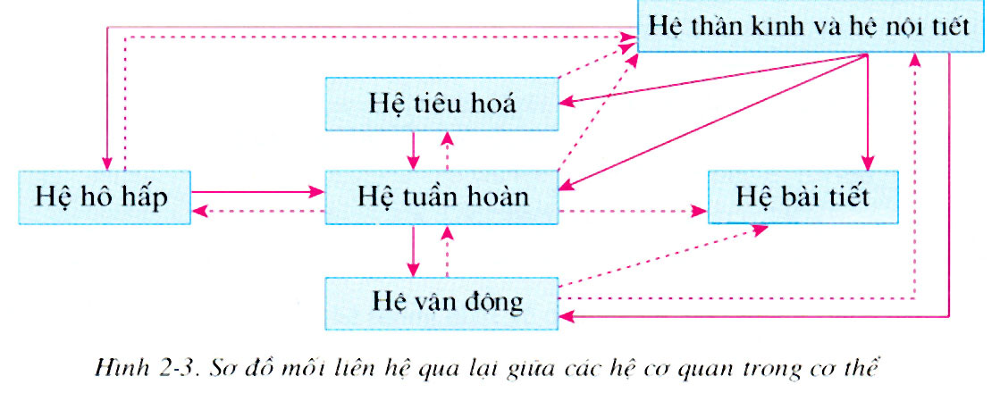 Hệ thần kinh và hệ nội tiết
Hệ tiêu hoá
Hệ hô hấp
Hệ tuần hoàn
Hệ bài tiết
Hệ vận động
Hình 2-3. Sơ đồ mối liên hệ qua lại giữa các hệ cơ quan trong cơ thể